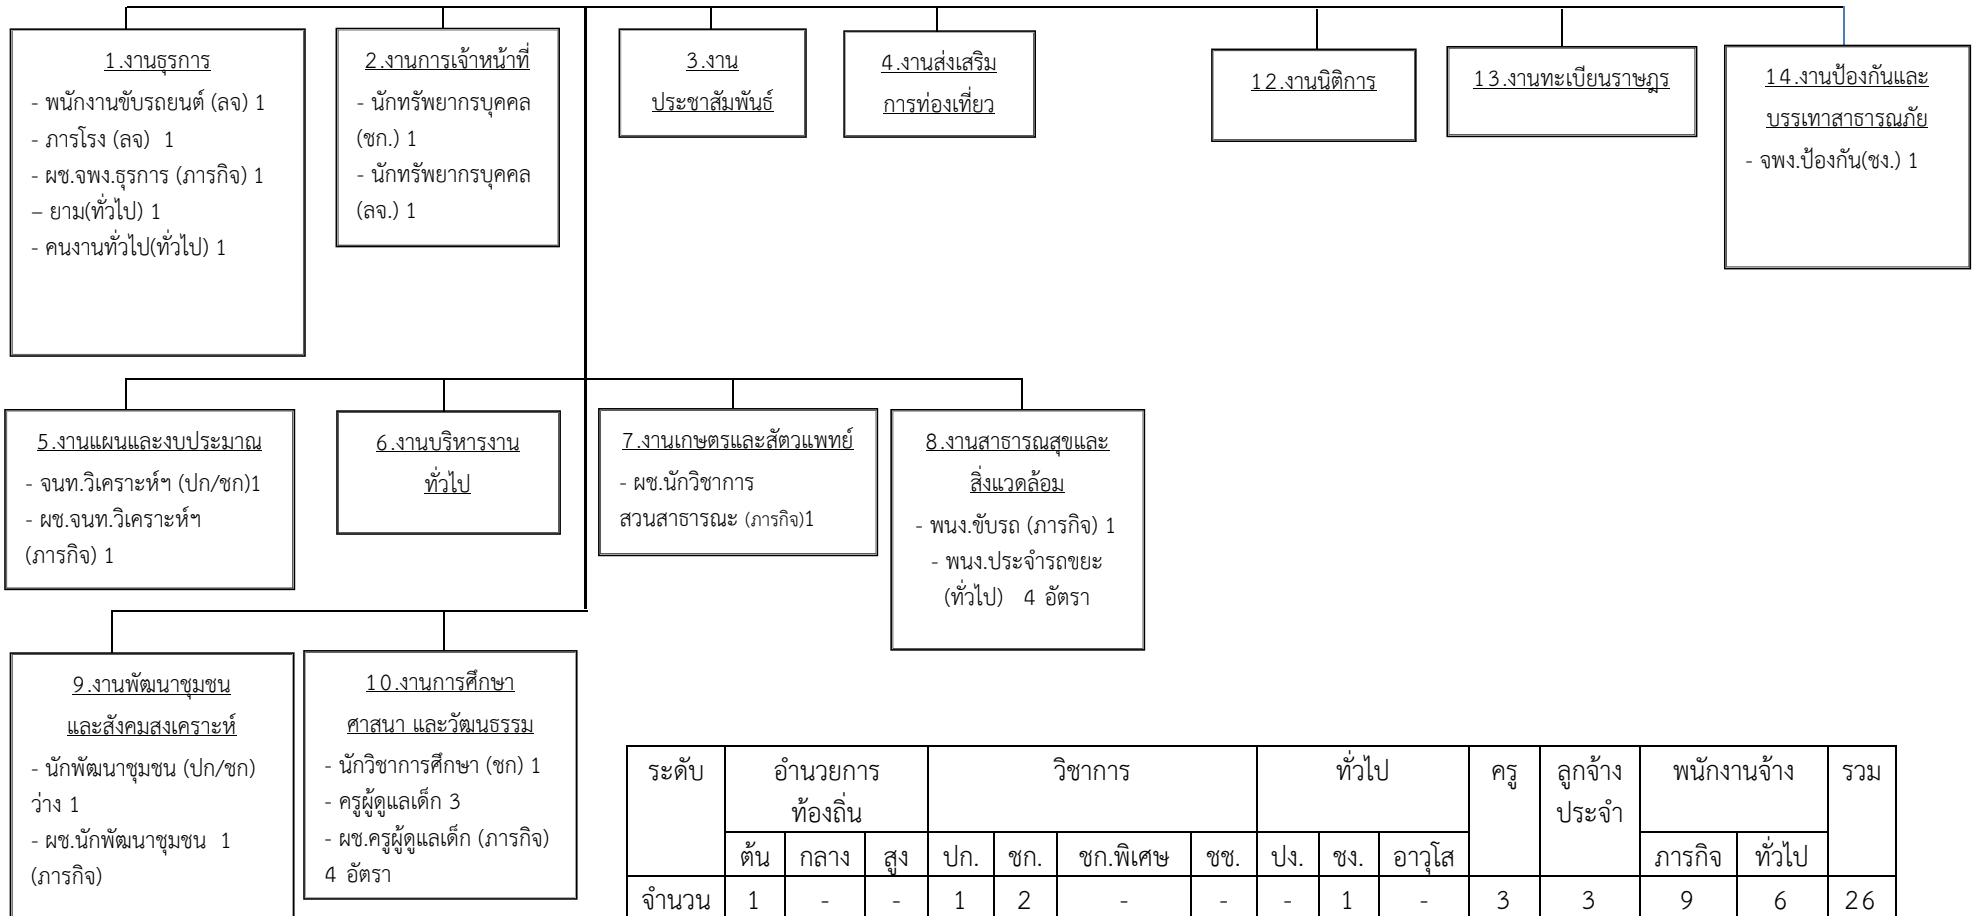 1.งานธุรการ
- พนักงานขับรถยนต์ (ลจ) 1
- ภารโรง (ลจ) 1
- ผช.จพง.ธุรการ (ภารกิจ) 1
– ยาม(ทั่วไป) 1
- คนงานทั่วไป(ทั่วไป) 1
2.งานการเจ้าหน้าที่
- นักทรัพยากรบุคคล
(ชก.) 1
- นักทรัพยากรบุคคล
(ลจ.) 1
3.งาน
ประชาสัมพันธ์
4.งานส่งเสริม
การท่องเที่ยว
12.งานนิติการ
13.งานทะเบียนราษฎร
14.งานป้องกันและ
บรรเทาสาธารณภัย
- จพง.ป้องกัน(ชง.) 1
5.งานแผนและงบประมาณ
- จนท.วิเคราะห์ฯ (ปก/ชก)1
- ผช.จนท.วิเคราะห์ฯ
(ภารกิจ) 1
6.งานบริหารงาน
ทั่วไป
7.งานเกษตรและสัตวแพทย์
- ผช.นักวิชาการ
สวนสาธารณะ (ภารกิจ)1
8.งานสาธารณสุขและ
สิ่งแวดล้อม
- พนง.ขับรถ (ภารกิจ) 1
- พนง.ประจำรถขยะ
(ทั่วไป) 4 อัตรา
9.งานพัฒนาชุมชน
และสังคมสงเคราะห์
- นักพัฒนาชุมชน (ปก/ชก)
ว่าง 1
- ผช.นักพัฒนาชุมชน 1
(ภารกิจ)
10.งานการศึกษา
ศาสนา และวัฒนธรรม
- นักวิชาการศึกษา (ชก) 1
- ครูผู้ดูแลเด็ก 3
- ผช.ครูผู้ดูแลเด็ก (ภารกิจ)
4 อัตรา
ระดับ อำนวยการ วิชาการ ทั่วไป ครู ลูกจ้าง พนักงานจ้าง รวม
ท้องถิ่น ประจำ
ต้น กลาง สูง ปก. ชก. ชก.พิเศษ ชช. ปง. ชง. อาวุโส ภารกิจ ทั่วไป
จำนวน 1 - - 1 2 - - - 1 - 3 3 9 6 26